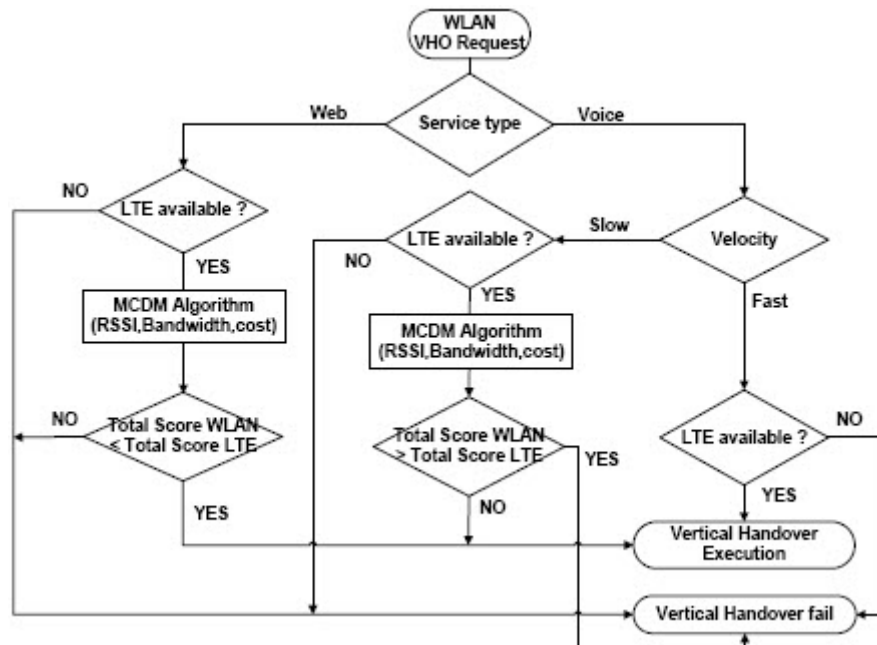 WLAN
VHO Request
Web
Service type
Voice
NO
LTE available ?
YES
MCDM Algorithm
(RSSI,Bandwidth,cost)
NO
Total Score WLAN
< Total Score LTE
YES
LTE available ?
Slow
Velocity
NO
YES
Fast
MCDM Algorithm
(RSSI,Bandwidth,cost)
Total Score WLAN
> Total Score LTE
YES
NO
LTE available ?
NO
YES
Vertical Handover
Execution
Vertical Handover fail